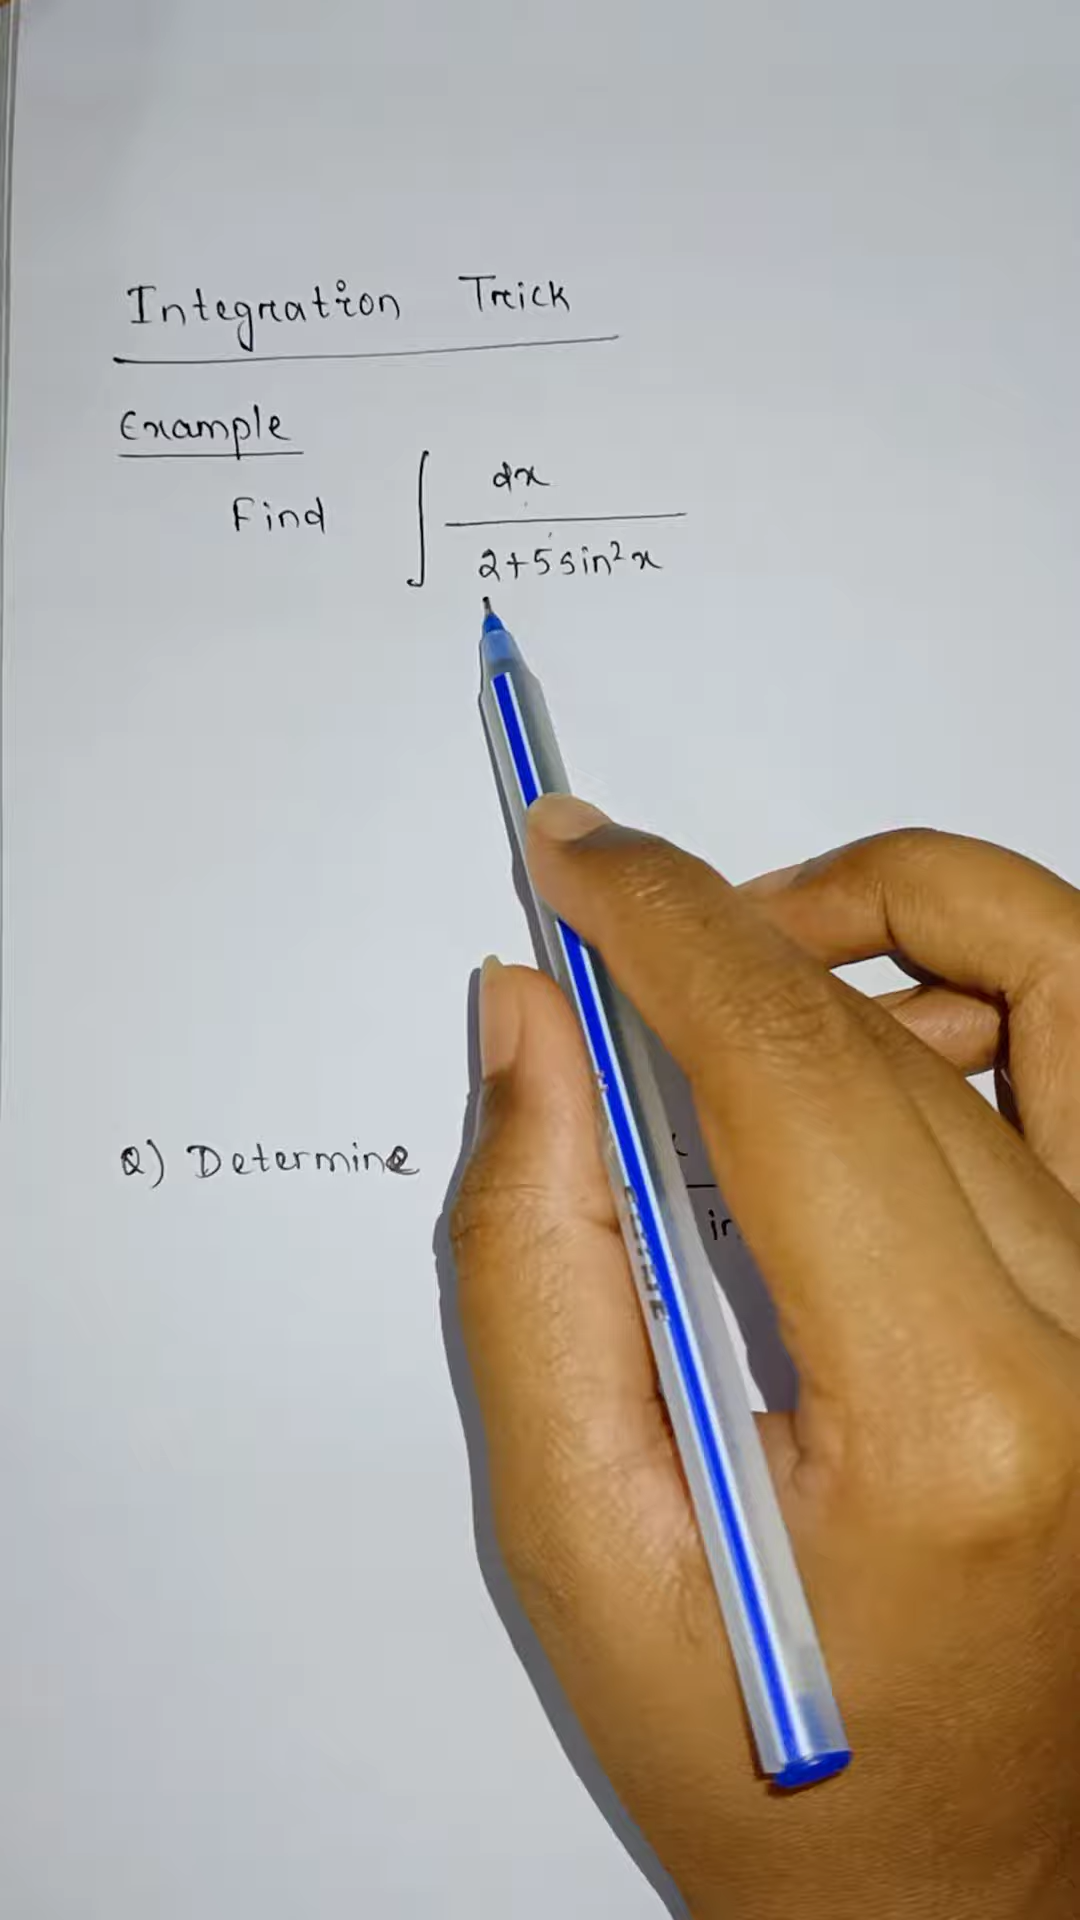 Integration Trick
Example
Find ∫ dx / 2+5sin²x
Q) Determine